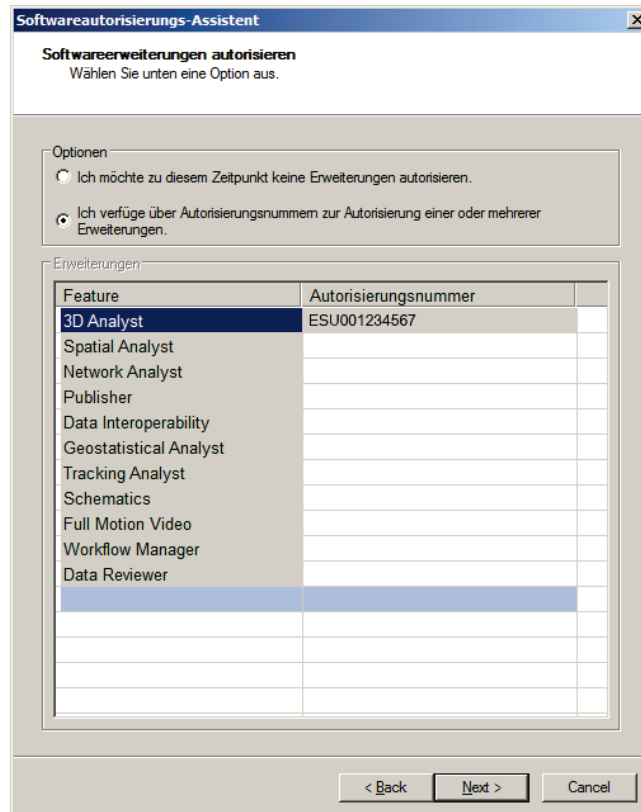 Softwareautorisierungs-Assistent
Softwareerweiterungen autorisieren
Wählen Sie unten eine Option aus.
Optionen
Ich möchte zu diesem Zeitpunkt keine Erweiterungen autorisieren.
Ich verfüge über Autorisierungsnummern zur Autorisierung einer oder mehrerer
Erweiterungen.
Erweiterungen
Feature Autorisierungsnummer
3D Analyst ESU001234567
Spatial Analyst
Network Analyst
Publisher
Data Interoperability
Geostatistical Analyst
Tracking Analyst
Schematics
Full Motion Video
Workflow Manager
Data Reviewer
< Back Next > Cancel